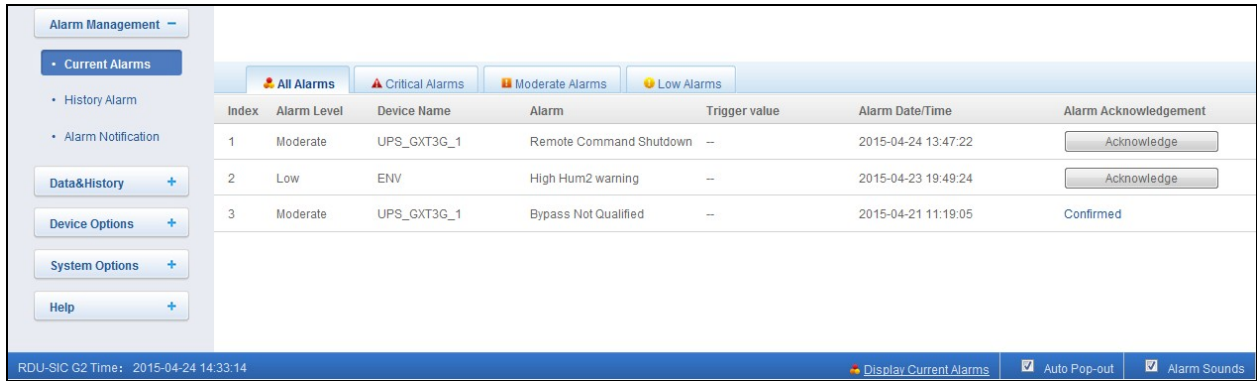 Alarm Management −
• Current Alarms
• History Alarm
• Alarm Notification
Data&History +
Device Options +
System Options +
Help +
All Alarms Critical Alarms Moderate Alarms Low Alarms
Index Alarm Level Device Name Alarm Trigger value Alarm Date/Time Alarm Acknowledgement
1 Moderate UPS_GXT3G_1 Remote Command Shutdown -- 2015-04-24 13:47:22 Acknowledge
2 Low ENV High Hum2 warning -- 2015-04-23 19:49:24 Acknowledge
3 Moderate UPS_GXT3G_1 Bypass Not Qualified -- 2015-04-21 11:19:05 Confirmed
RDU-SIC G2 Time: 2015-04-24 14:33:14 Display Current Alarms Auto Pop-out Alarm Sounds